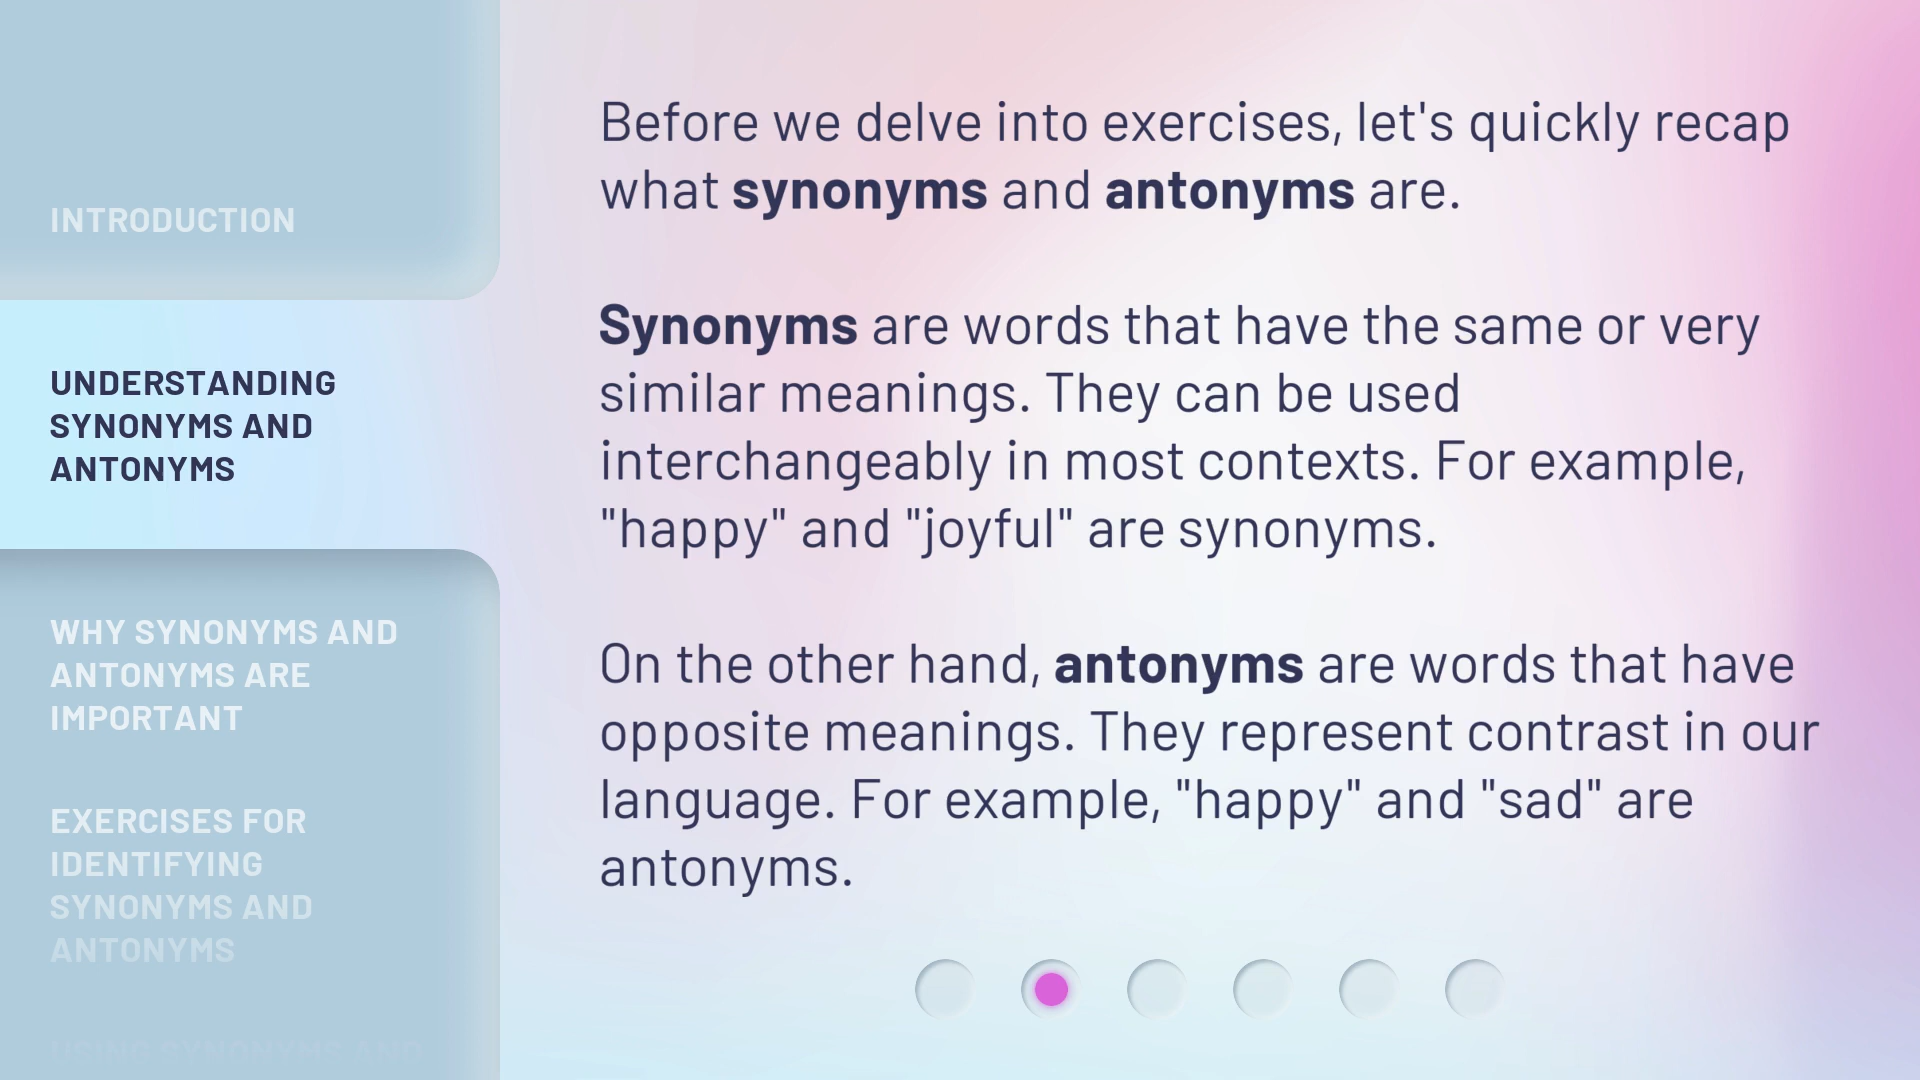 INTRODUCTION
UNDERSTANDING
SYNONYMS AND
ANTONYMS
WHY SYNONYMS AND
ANTONYMS ARE
IMPORTANT
EXERCISES FOR
IDENTIFYING
SYNONYMS AND
ANTONYMS
USING SYNONYMS AND
Before we delve into exercises, let's quickly recap
what synonyms and antonyms are.
Synonyms are words that have the same or very
similar meanings. They can be used
interchangeably in most contexts. For example,
"happy" and "joyful" are synonyms.
On the other hand, antonyms are words that have
opposite meanings. They represent contrast in our
language. For example, "happy" and "sad" are
antonyms.